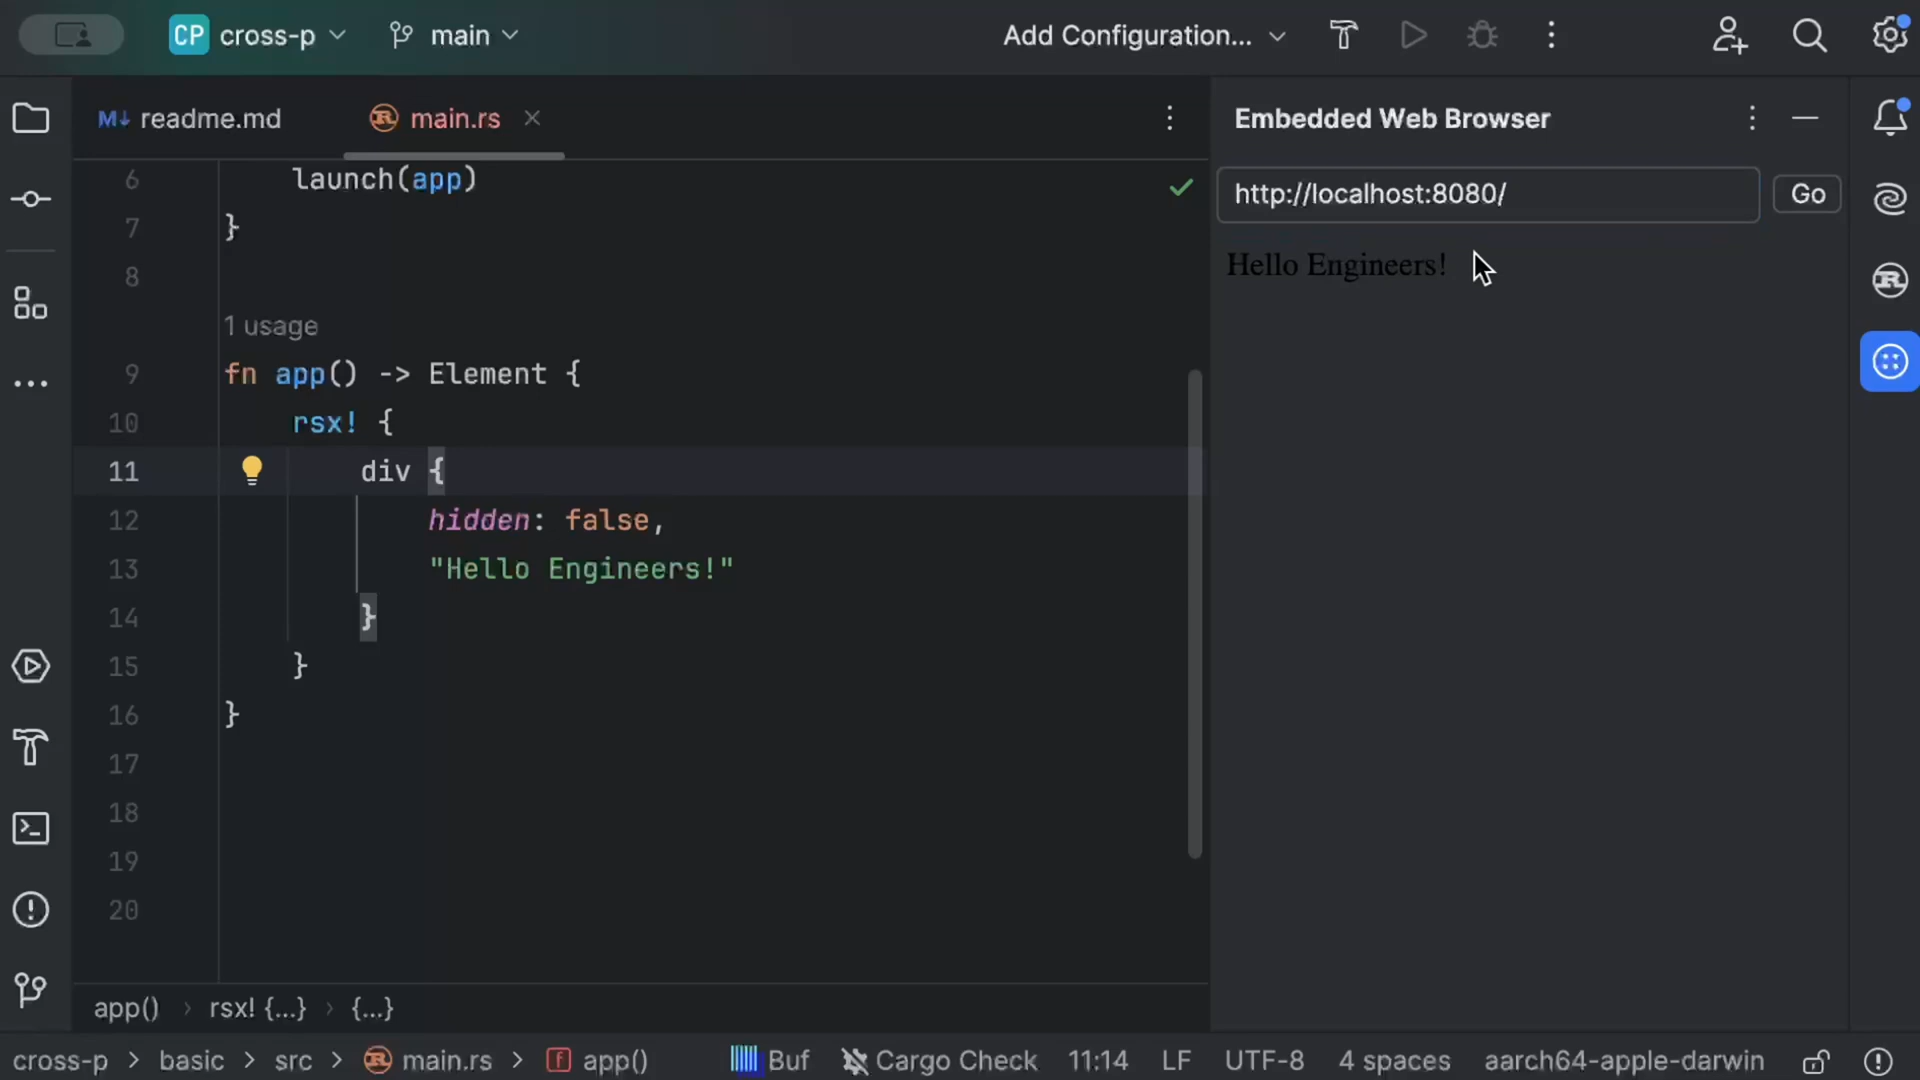 CP cross-p main Add Configuration...
M↓ readme.md main.rs
Embedded Web Browser
http://localhost:8080/ Go
Hello Engineers!
6 launch(app)
7 }
8
1 usage
9 fn app() -> Element {
10 rsx! {
11 div {
12 hidden: false,
13 "Hello Engineers!"
14 }
15 }
16 }
17
18
19
20
app() › rsx! {...} › {...}
cross-p > basic > src > main.rs > f app() Buf Cargo Check 11:14 LF UTF-8 4 spaces aarch64-apple-darwin